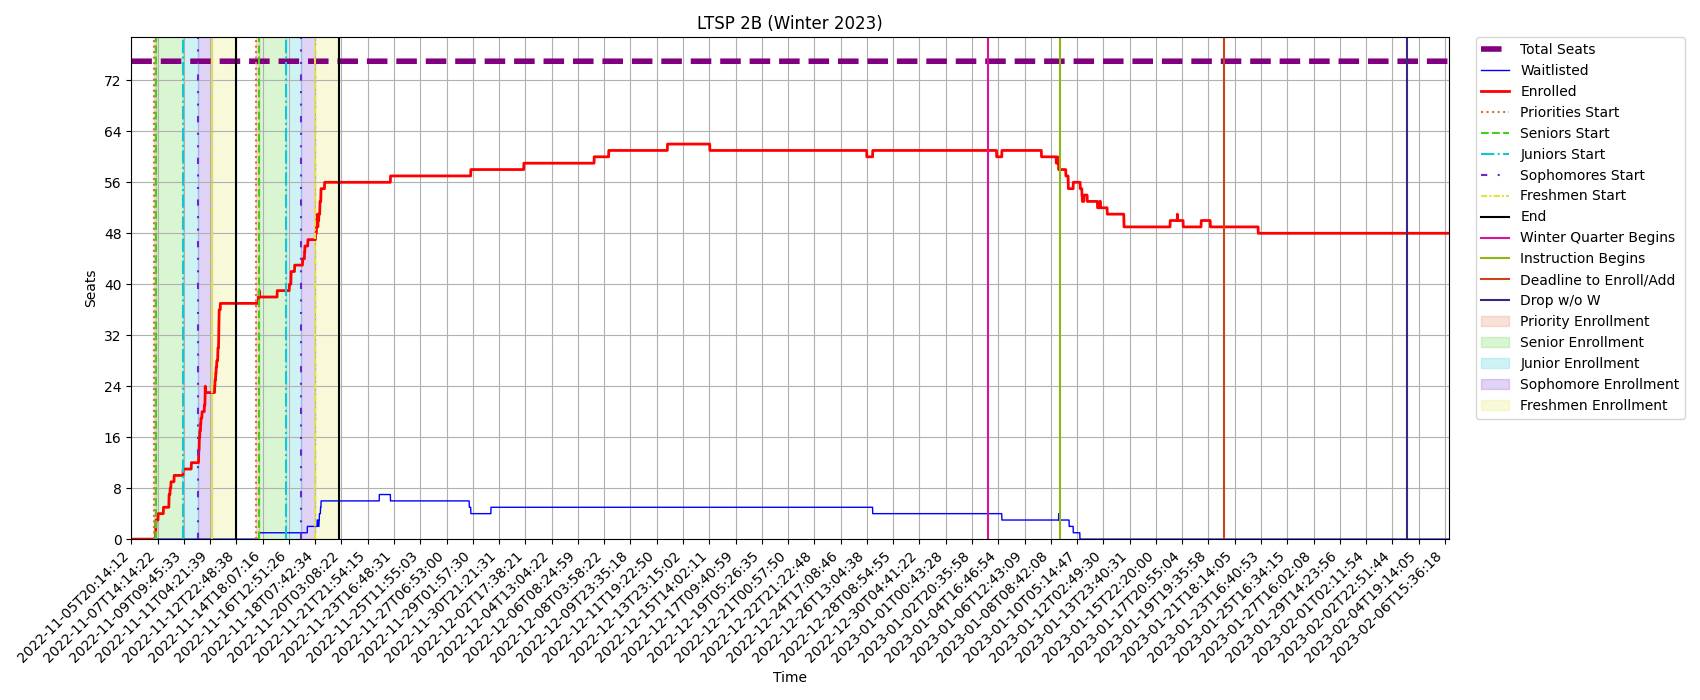 LTSP 2B (Winter 2023)
Seats
72
64
56
48
40
32
24
16
8
0
2022-11-05T20:14:12
2022-11-07T14:14:22
2022-11-09T09:45:33
2022-11-11T04:21:39
2022-11-12T22:48:38
2022-11-14T18:07:16
2022-11-16T12:51:26
2022-11-18T07:42:34
2022-11-20T03:08:22
2022-11-21T21:54:15
2022-11-23T16:48:31
2022-11-25T11:55:03
2022-11-27T06:53:00
2022-11-29T01:57:30
2022-11-30T21:21:31
2022-12-02T17:38:21
2022-12-04T13:04:22
2022-12-06T08:24:59
2022-12-08T03:58:22
2022-12-09T23:35:18
2022-12-11T19:22:50
2022-12-13T23:15:02
2022-12-15T14:02:11
2022-12-17T09:40:59
2022-12-19T05:26:35
2022-12-21T00:57:50
2022-12-22T21:22:48
2022-12-24T17:08:46
2022-12-26T13:04:38
2022-12-28T08:54:55
2022-12-30T04:41:22
2023-01-01T00:43:28
2023-01-02T20:35:58
2023-01-04T16:46:54
2023-01-06T12:43:09
2023-01-08T08:42:08
2023-01-10T05:14:47
2023-01-12T02:49:30
2023-01-13T23:40:31
2023-01-15T22:20:00
2023-01-17T20:55:04
2023-01-19T19:35:58
2023-01-21T18:14:05
2023-01-23T16:40:53
2023-01-25T16:34:15
2023-01-27T16:02:08
2023-01-29T14:23:56
2023-02-01T02:11:54
2023-02-02T22:51:44
2023-02-04T19:14:05
2023-02-06T15:36:18
Time
Total Seats
Waitlisted
Enrolled
Priorities Start
Seniors Start
Juniors Start
Sophomores Start
Freshmen Start
End
Winter Quarter Begins
Instruction Begins
Deadline to Enroll/Add
Drop w/o W
Priority Enrollment
Senior Enrollment
Junior Enrollment
Sophomore Enrollment
Freshmen Enrollment